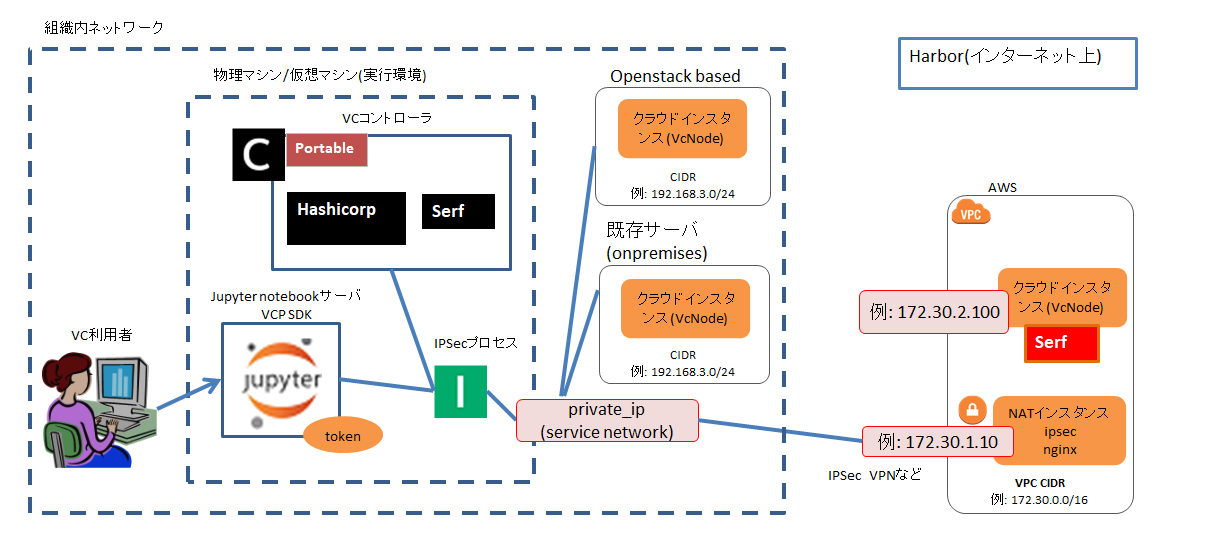 組織内ネットワーク
物理マシン/仮想マシン(実行環境)
VCコントローラ
C
Portable
Hashicorp
Serf
Jupyter notebookサーバ
VCP SDK
VC利用者
jupyter
token
IPSecプロセス
I
Openstack based
クラウドインスタ
ンス(VcNode)
CIDR
例: 192.168.3.0/24
既存サーバ
(onpremises)
クラウドインスタ
ンス(VcNode)
CIDR
例: 192.168.3.0/24
private_ip
(service network)
Harbor(インターネット上)
AWS
VPC
クラウドインスタ
ンス(VcNode)
例: 172.30.2.100
Serf
NATインスタンス
ipsec
nginx
例: 172.30.1.10
IPSec VPNなど
VPC CIDR
例: 172.30.0.0/16